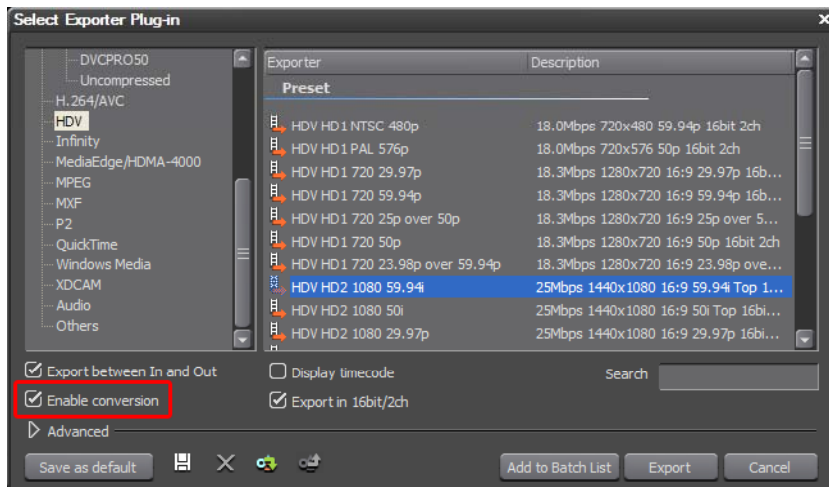 Select Exporter Plug-in
DVCPRO50
Uncompressed
H.264/AVC
HDV
Infinity
MediaEdge/HDMA-4000
MPEG
MXF
P2
QuickTime
Windows Media
XDCAM
Audio
Others
Exporter Description
Preset
HDV HD1 NTSC 480p 18.0Mbps 720x480 59.94p 16bit 2ch
HDV HD1 PAL 576p 18.0Mbps 720x576 50p 16bit 2ch
HDV HD1 720 29.97p 18.3Mbps 1280x720 16:9 29.97p 16b...
HDV HD1 720 59.94p 18.3Mbps 1280x720 16:9 59.94p 16b...
HDV HD1 720 25p over 50p 18.3Mbps 1280x720 16:9 25p over 5...
HDV HD1 720 50p 18.3Mbps 1280x720 16:9 50p 16bit 2ch
HDV HD1 720 23.98p over 59.94p 18.3Mbps 1280x720 16:9 23.98p ove...
HDV HD2 1080 59.94i 25Mbps 1440x1080 16:9 59.94i Top 1...
HDV HD2 1080 50i 25Mbps 1440x1080 16:9 50i Top 16bi...
HDV HD2 1080 29.97p 25Mbps 1440x1080 16:9 29.97p 16bi...
Export between In and Out Display timecode Search
Enable conversion Export in 16bit/2ch
Advanced
Save as default Add to Batch List Export Cancel